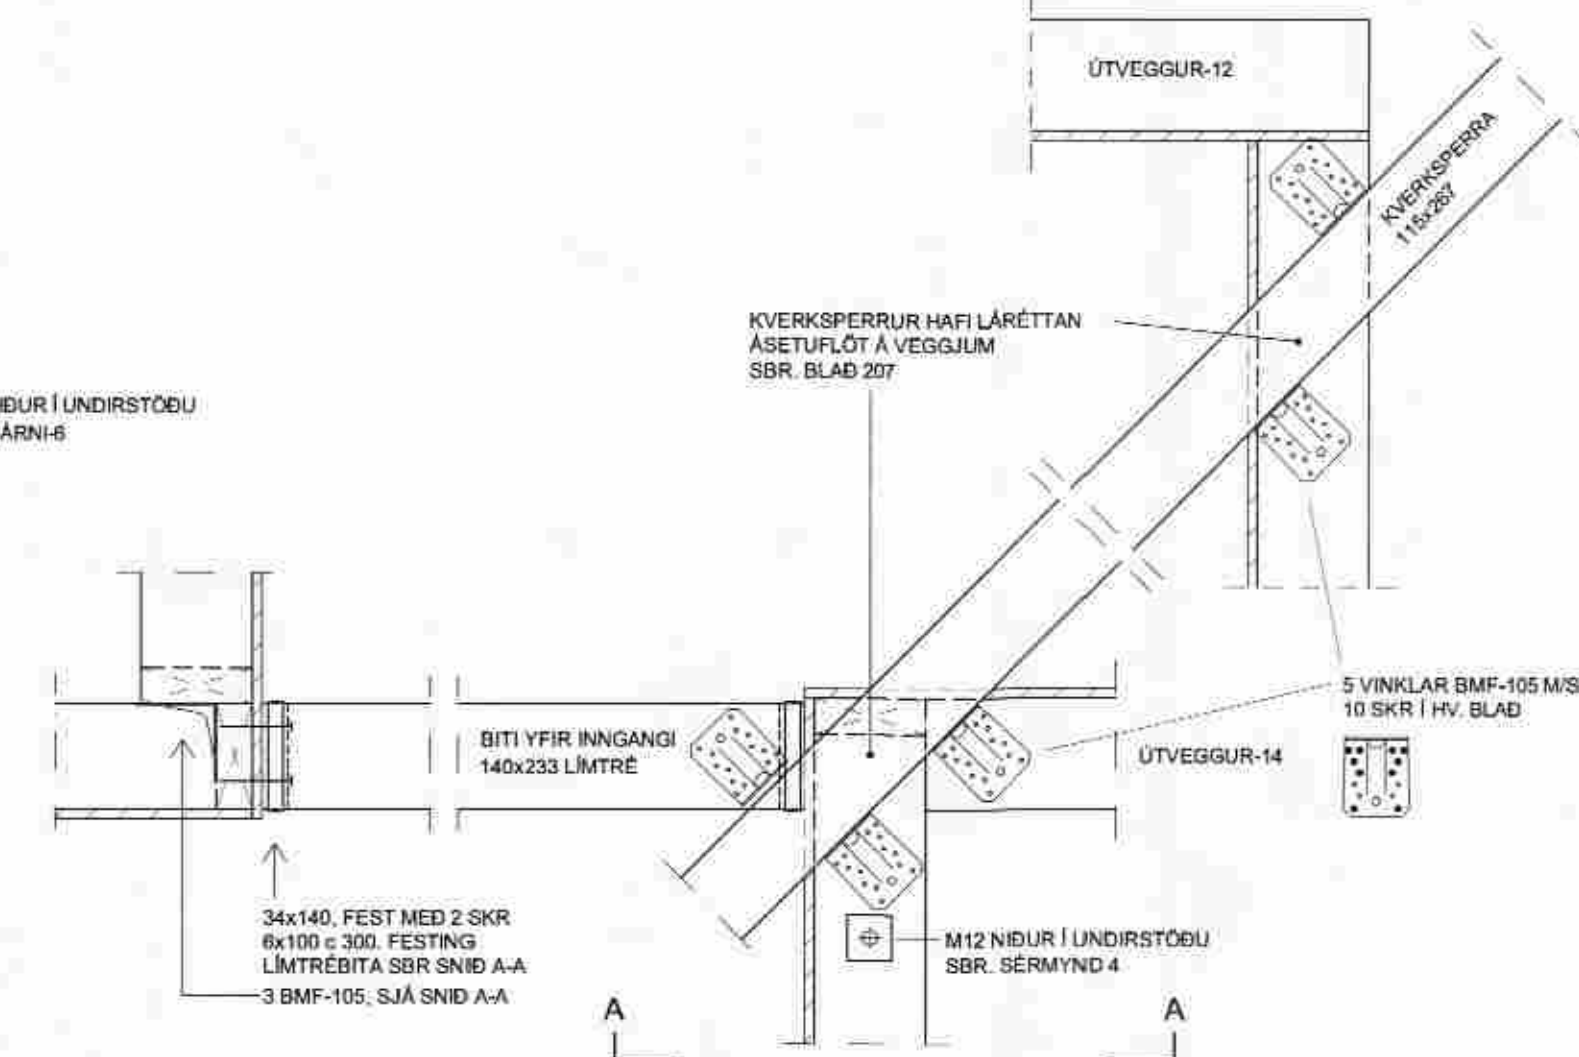 ÚTVEGGUR-12
KVERKSPERRA
115x267
KVERKSPERRUR HAFI LÁRÉTTAN
ÁSETUFLÖT Á VEGGJUM
SBR. BLAÐ 207
IÐUR Í UNDIRSTÖÐU
ÁRNI-6
BITI YFIR INNGANGI
140x233 LÍMTRÉ
5 VINKLAR BMF-105 M/S
10 SKR Í HV. BLAÐ
ÚTVEGGUR-14
34x140, FEST MEÐ 2 SKR
6x100 c 300. FESTING
LÍMTRÉBITA SBR SNIÐ A-A
3 BMF-105, SJÁ SNIÐ A-A
M12 NIÐUR Í UNDIRSTÖÐU
SBR. SÉRMYND 4
A
A